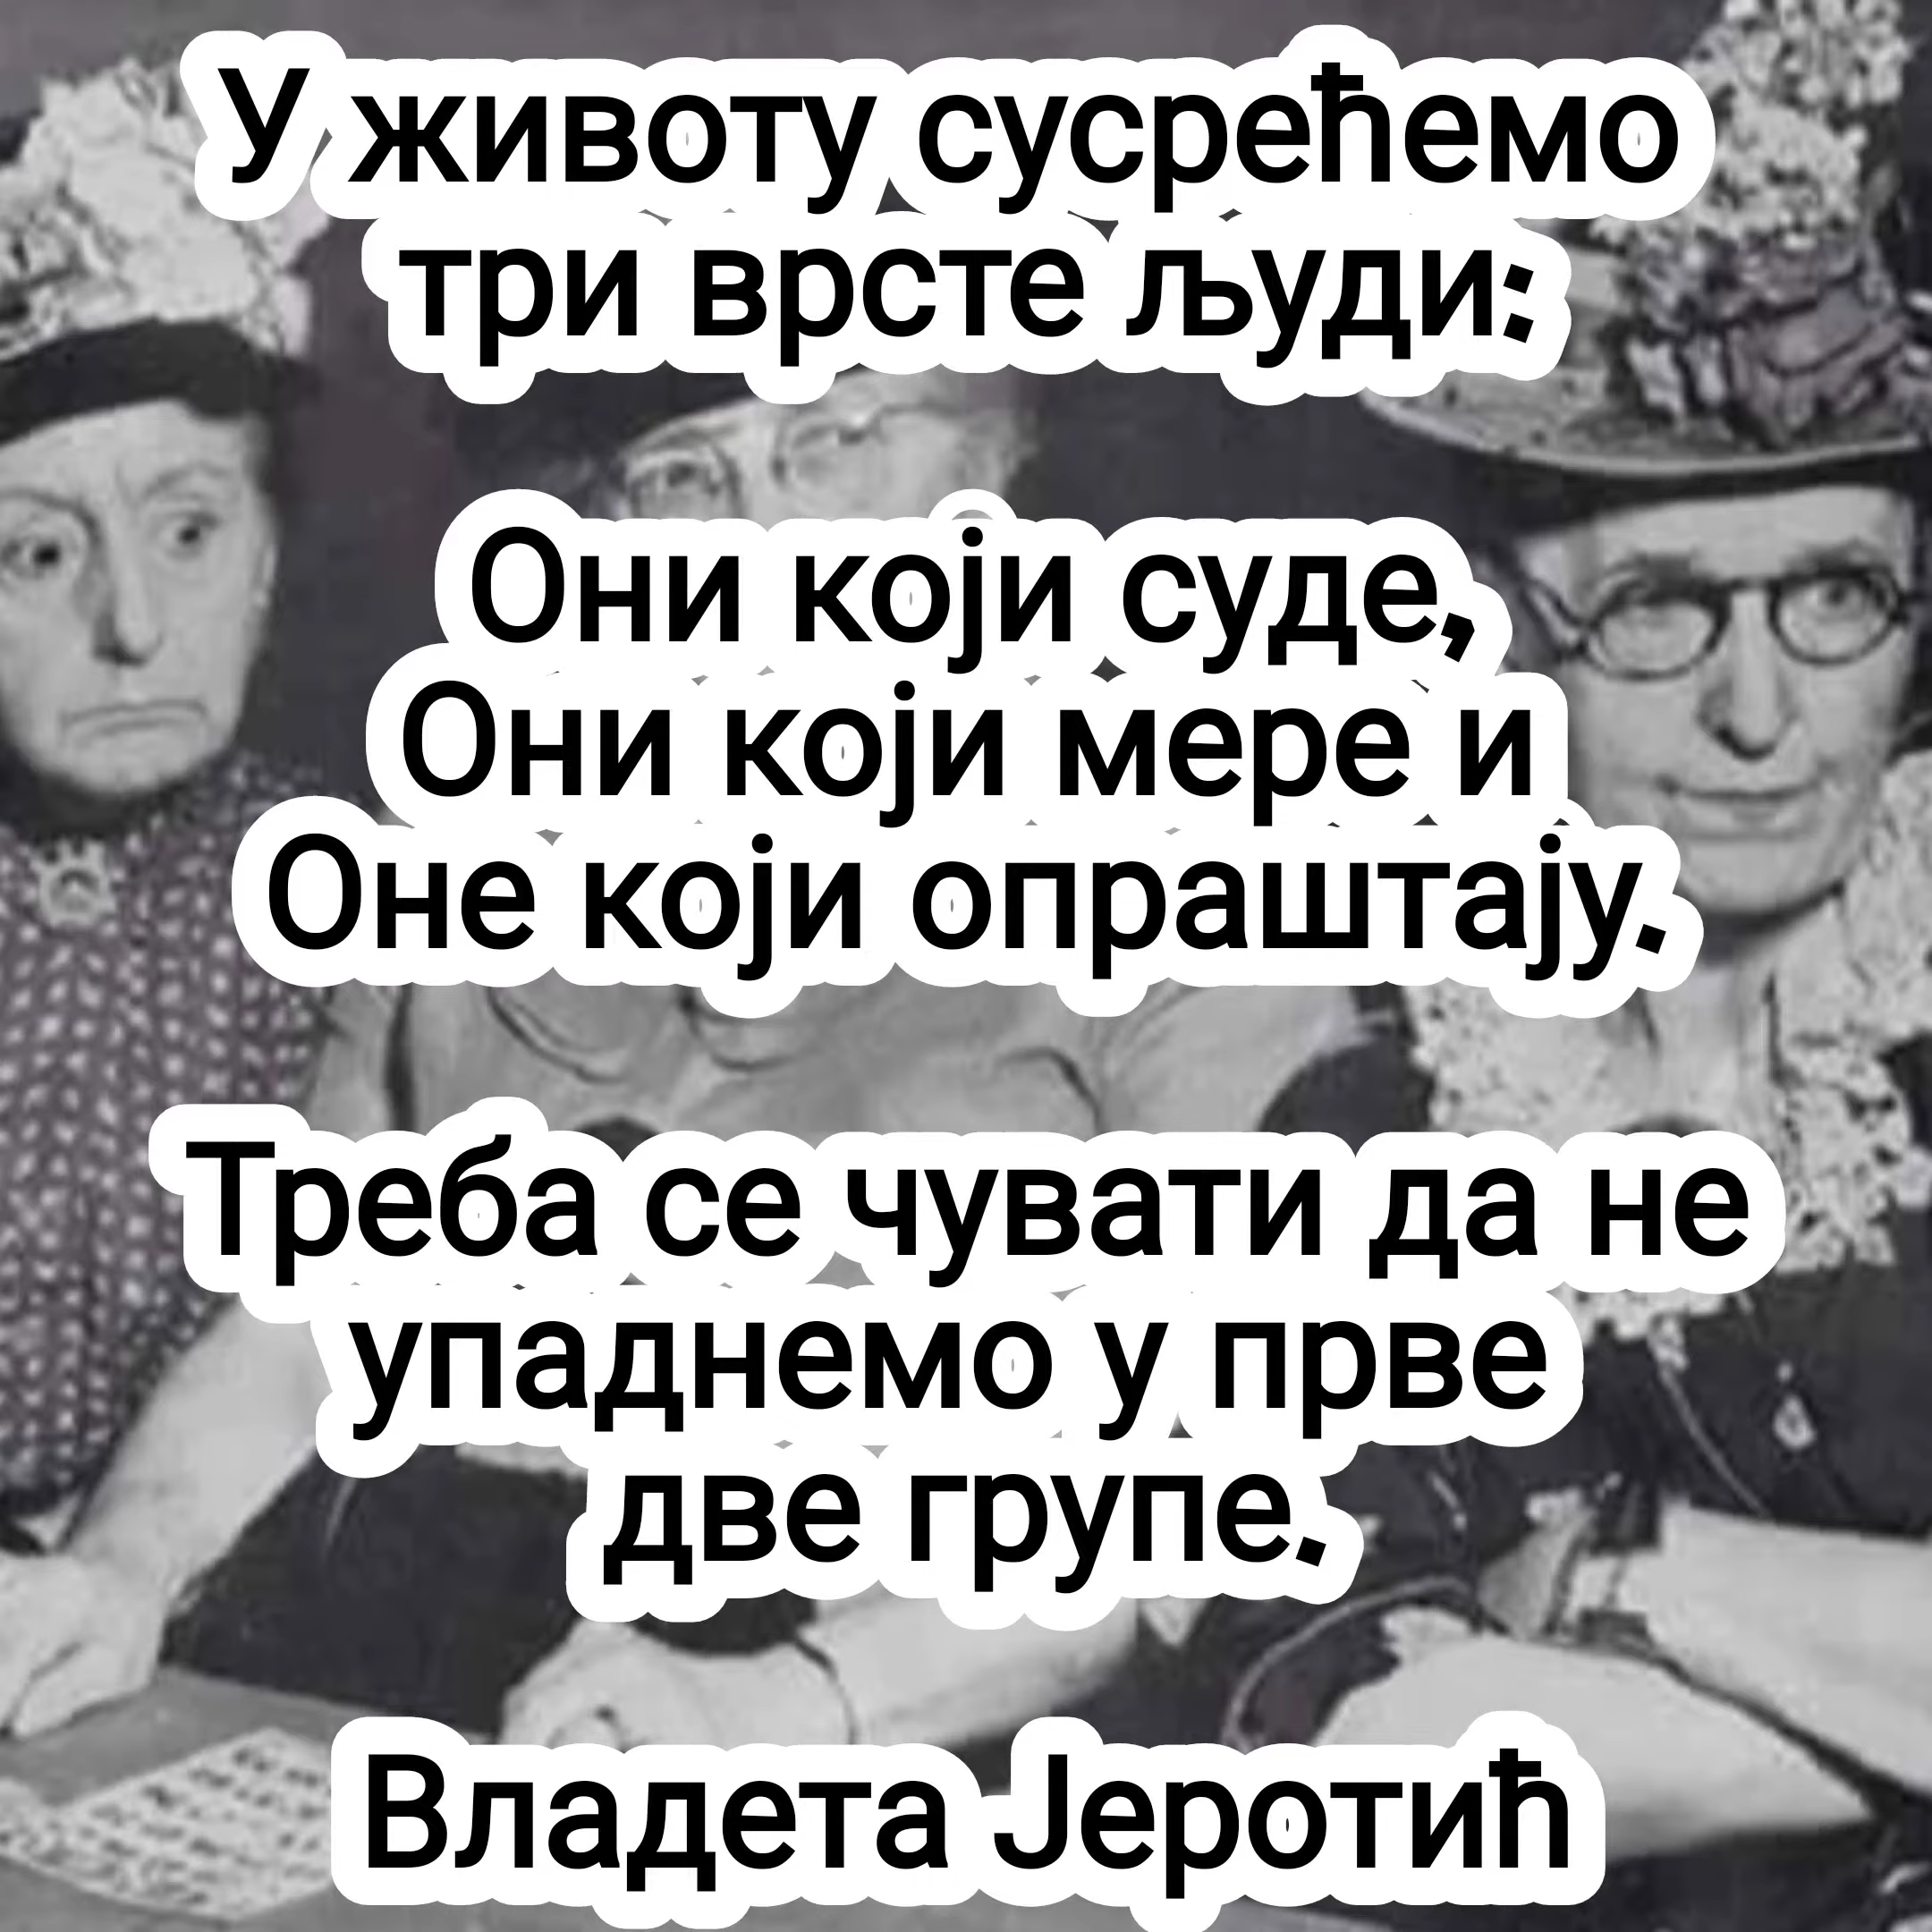 У животу сусрећемо
три врсте људи:
Они који суде,
Они који мере и
Оне који опраштају.
Треба се чувати да не
упаднемо у прве
две групе.
Владета Јеротић